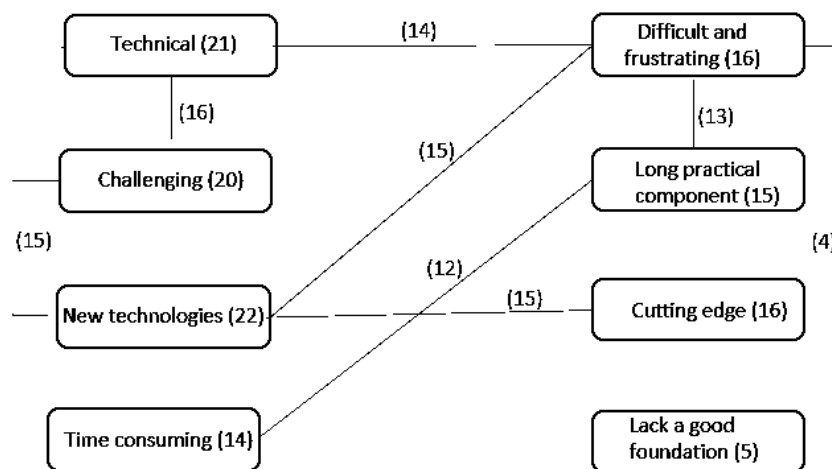 Technical (21)
(14)
Difficult and
frustrating (16)
(16)
(13)
(15)
Challenging (20)
Long practical
component (15)
(15)
(4)
(12)
New technologies (22)
(15)
Cutting edge (16)
Time consuming (14)
Lack a good
foundation (5)